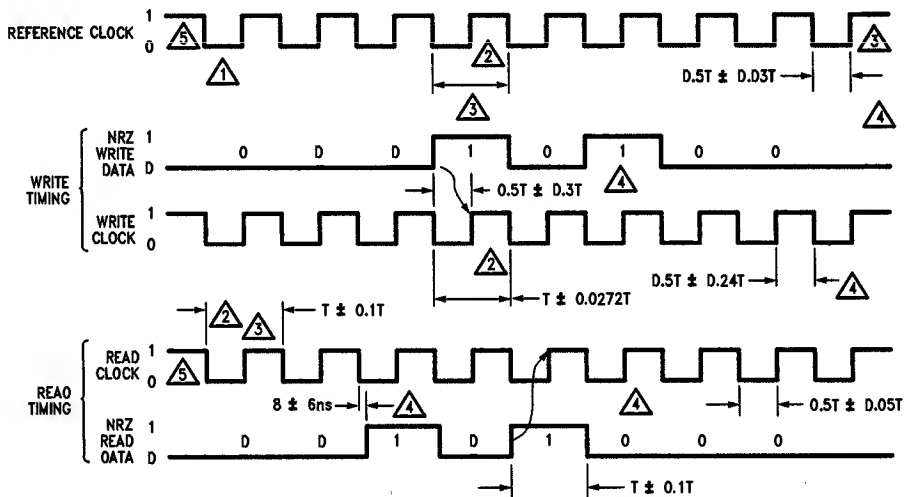 1
REFERENCE CLOCK
0
5
1
2
3
3
D.5T ± D.D3T
4
WRITE TIMING
NRZ WRITE DATA
1
D
0 D D 1 0 1 0 0
4
0.5T ± D.3T
WRITE CLOCK
1
0
2
D.5T ± D.24T
4
T ± 0.0272T
2
3
T ± 0.1T
READ CLOCK
1
0
5
REAO TIMING
8 ± 6ns
4
4
0.5T ± D.05T
NRZ READ OATA
1
D
D D 1 D 1 0 0 0
T ± 0.1T